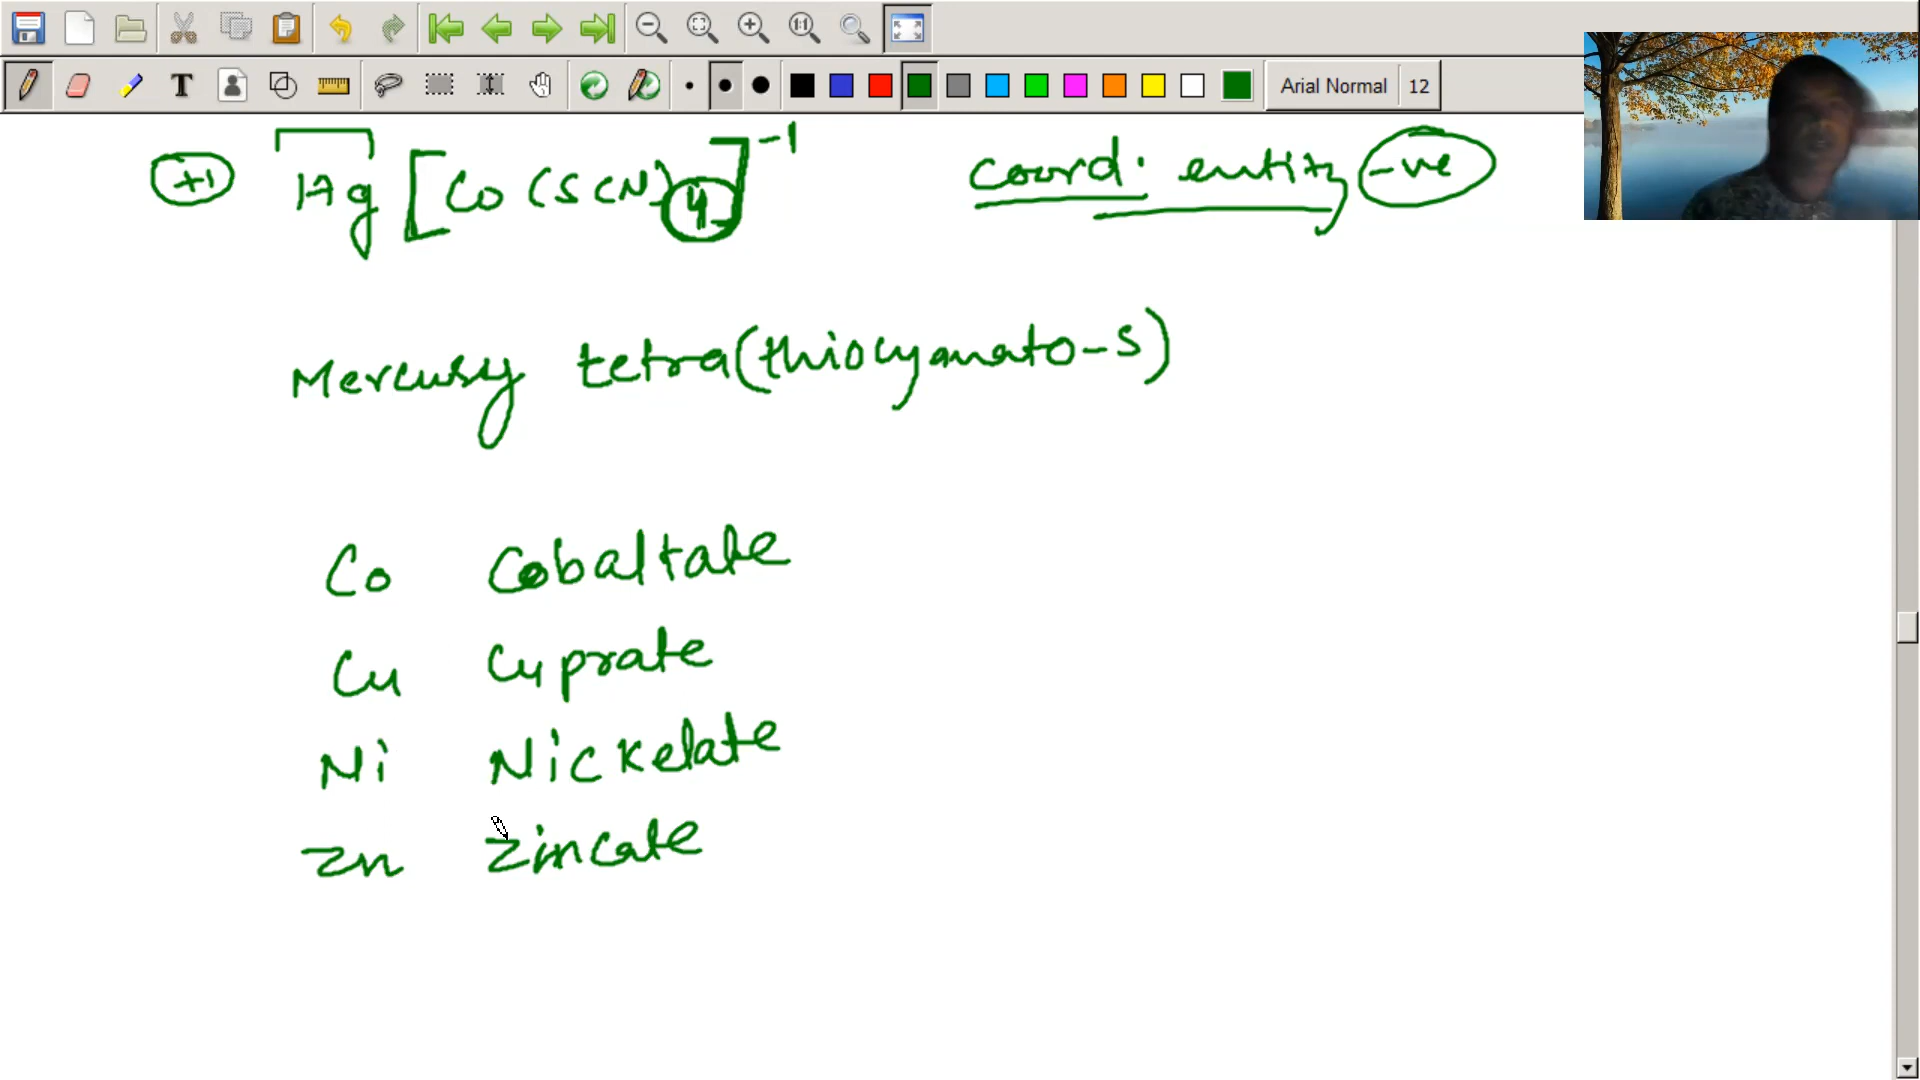 Arial Normal 12
+1 Hg [Co(SCN)4]-1 coord. entity -ve
Mercury tetra(thiocyanato-S)
Co Cobaltate
Cu Cuprate
Ni Nickelate
Zn Zincate